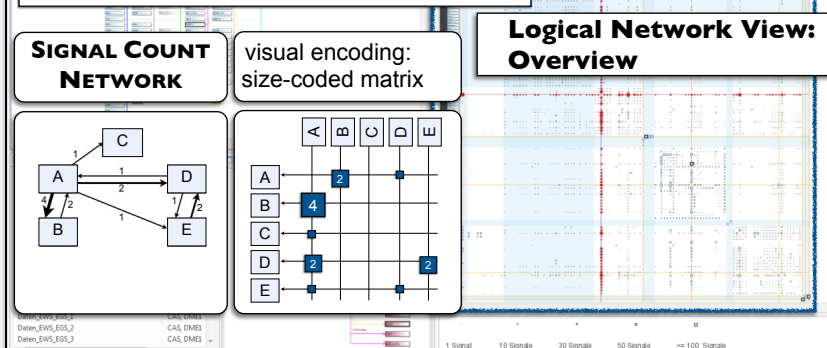 Logical Network View:
Overview
SIGNAL COUNT
NETWORK
visual encoding:
size-coded matrix
C
1
A
1
2
D
4
2
1
1
2
B
E
A
B
C
D
E
A
2
B
4
C
D
2
2
E
Daten_EWS_EGS_1 CAS, DME1
Daten_EWS_EGS_2 CAS, DME1
Daten_EWS_EGS_3 CAS, DME1
1 Signal 10 Signale 30 Signale 50 Signale >= 100 Signale